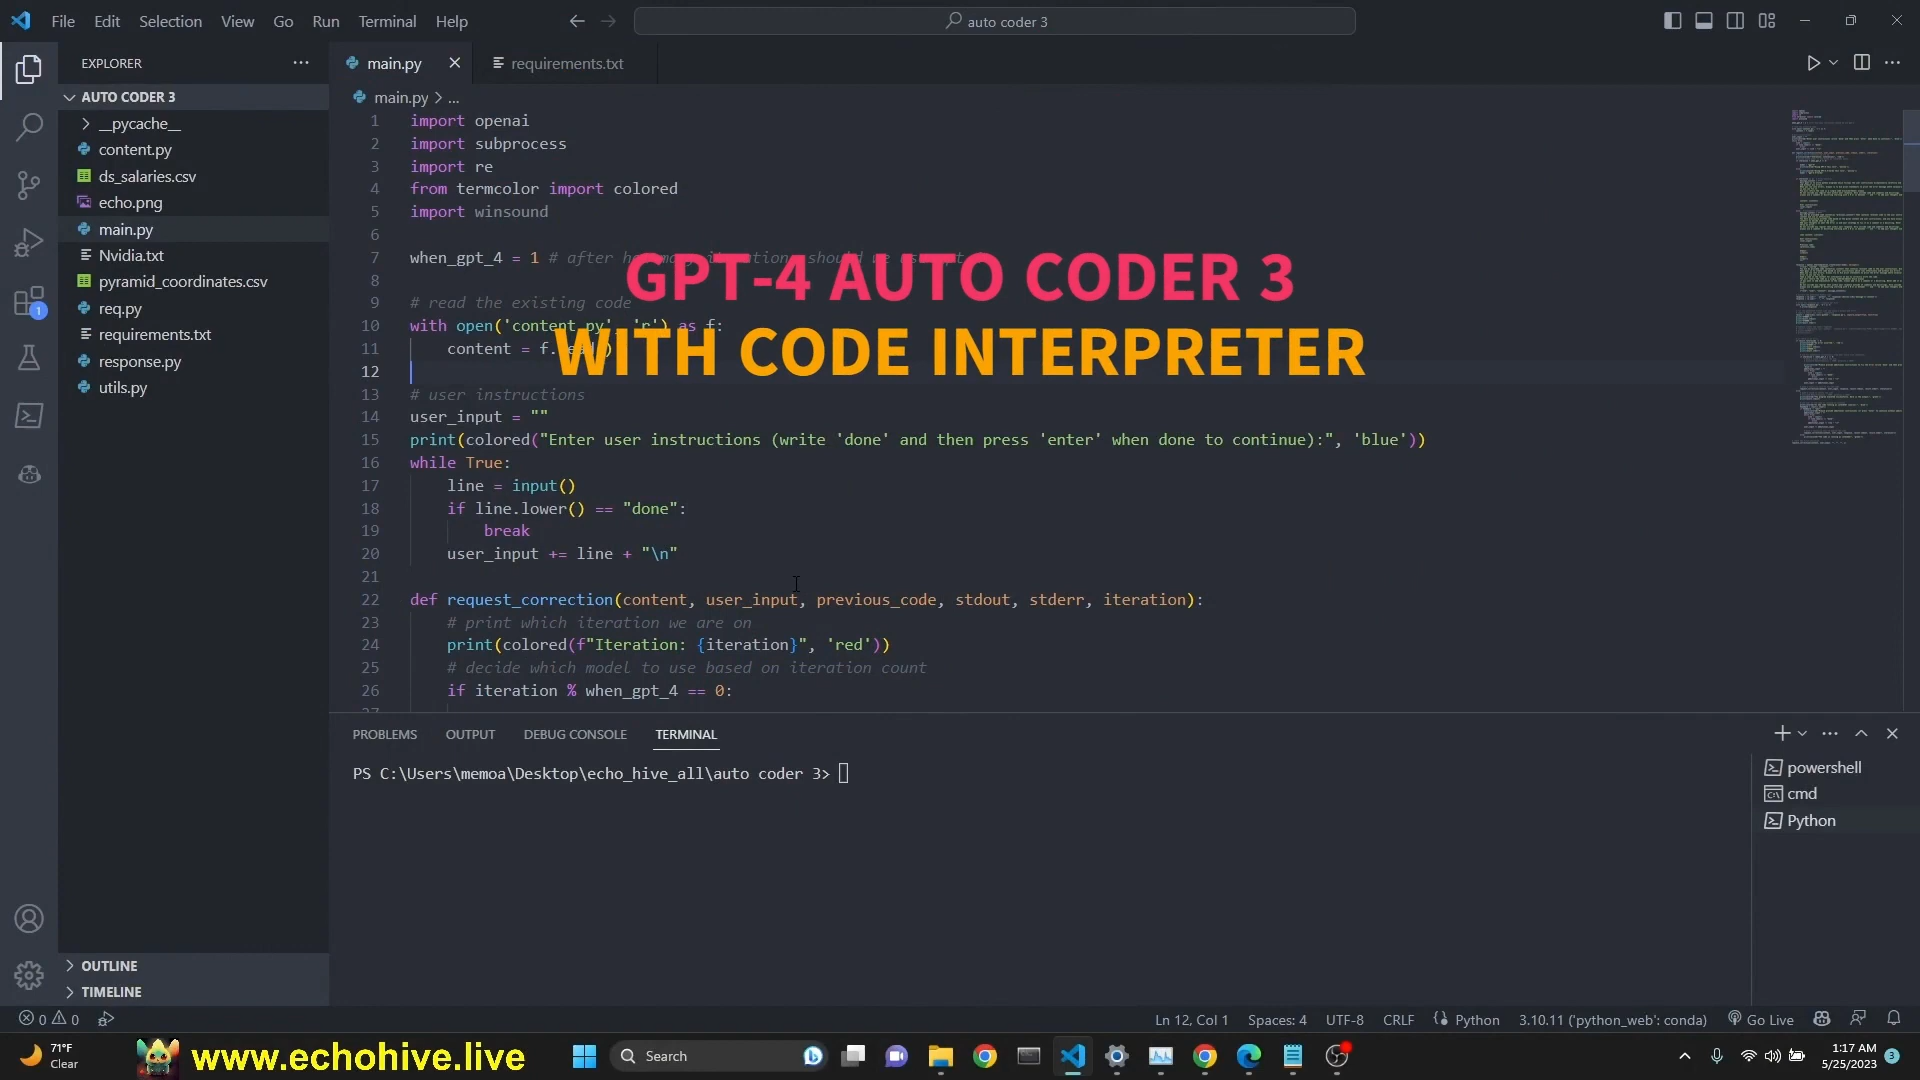 File Edit Selection View Go Run Terminal Help
auto coder 3
EXPLORER
AUTO CODER 3
__pycache__
content.py
ds_salaries.csv
echo.png
main.py
Nvidia.txt
pyramid_coordinates.csv
req.py
requirements.txt
response.py
utils.py
OUTLINE
TIMELINE
1
main.py
requirements.txt
main.py > ...
1 import openai
2 import subprocess
3 import re
4 from termcolor import colored
5 import winsound
6
7 when_gpt_4 = 1 # after
8
9 # read the existing code
10 with open('content.py', 'r') as f:
11 content = f.
12
13 # user instructions
14 user_input = ""
15 print(colored("Enter user instructions (write 'done' and then press 'enter' when done to continue):", 'blue'))
16 while True:
17 line = input()
18 if line.lower() == "done":
19 break
20 user_input += line + "\n"
21
22 def request_correction(content, user_input, previous_code, stdout, stderr, iteration):
23 # print which iteration we are on
24 print(colored(f"Iteration: {iteration}", 'red'))
25 # decide which model to use based on iteration count
26 if iteration % when_gpt_4 == 0:
27
GPT-4 AUTO CODER 3
WITH CODE INTERPRETER
PROBLEMS OUTPUT DEBUG CONSOLE TERMINAL
PS C:\Users\memoa\Desktop\echo_hive_all\auto coder 3>
powershell
cmd
Python
0 0
Ln 12, Col 1 Spaces: 4 UTF-8 CRLF Python 3.10.11 ('python_web': conda) Go Live
71°F
Clear
www.echohive.live
Search
1:17 AM
5/25/2023
3